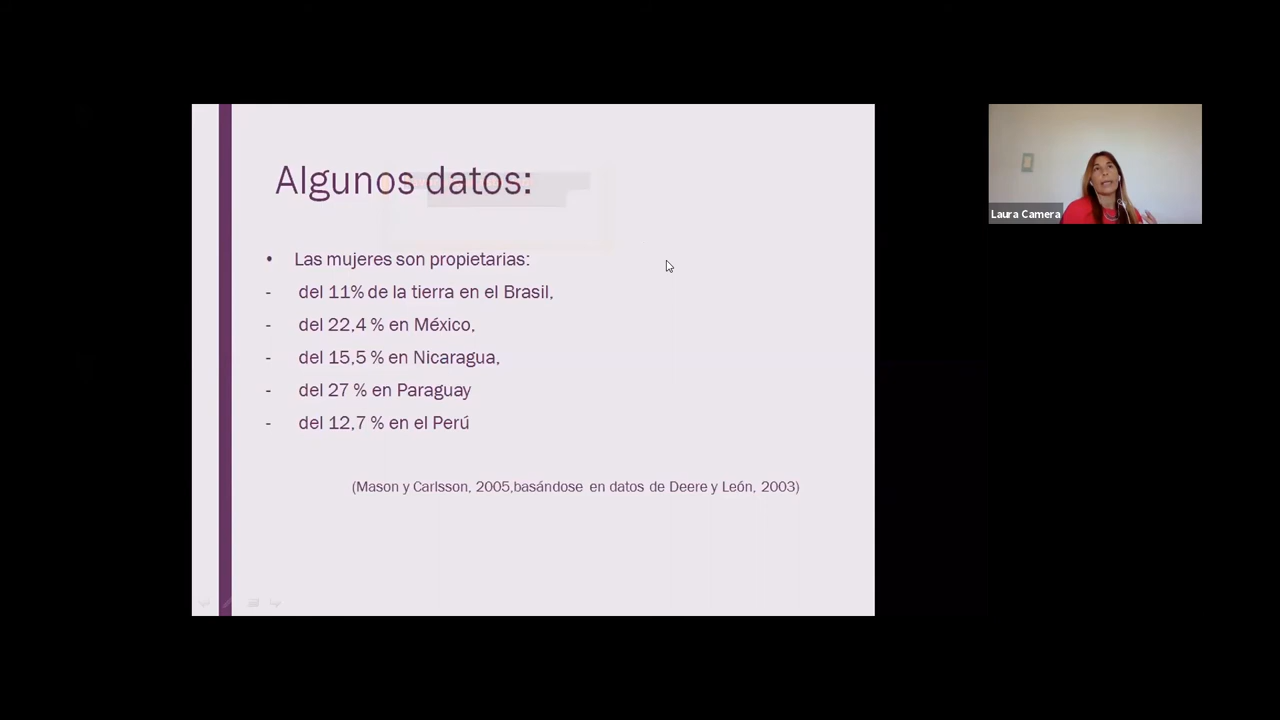 Algunos datos:
• Las mujeres son propietarias:
- del 11% de la tierra en el Brasil,
- del 22,4 % en México,
- del 15,5 % en Nicaragua,
- del 27 % en Paraguay
- del 12,7 % en el Perú
(Mason y Carlsson, 2005,basándose en datos de Deere y León, 2003)
Laura Camera